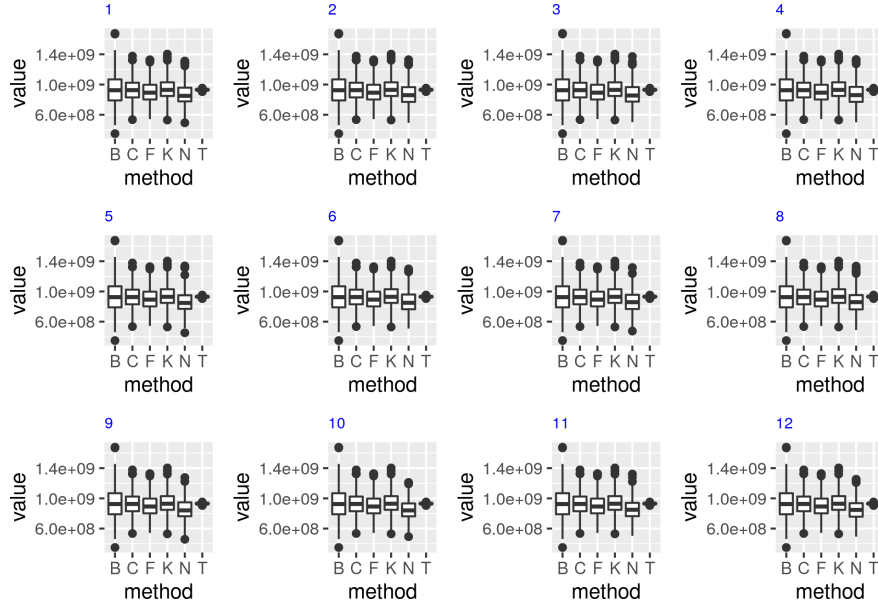 1 2 3 4
value 1.4e+09 value 1.4e+09 value 1.4e+09 value 1.4e+09
1.0e+09 1.0e+09 1.0e+09 1.0e+09
6.0e+08 6.0e+08 6.0e+08 6.0e+08
B C F K N T B C F K N T B C F K N T B C F K N T
method method method method
5 6 7 8
value 1.4e+09 value 1.4e+09 value 1.4e+09 value 1.4e+09
1.0e+09 1.0e+09 1.0e+09 1.0e+09
6.0e+08 6.0e+08 6.0e+08 6.0e+08
B C F K N T B C F K N T B C F K N T B C F K N T
method method method method
9 10 11 12
value 1.4e+09 value 1.4e+09 value 1.4e+09 value 1.4e+09
1.0e+09 1.0e+09 1.0e+09 1.0e+09
6.0e+08 6.0e+08 6.0e+08 6.0e+08
B C F K N T B C F K N T B C F K N T B C F K N T
method method method method